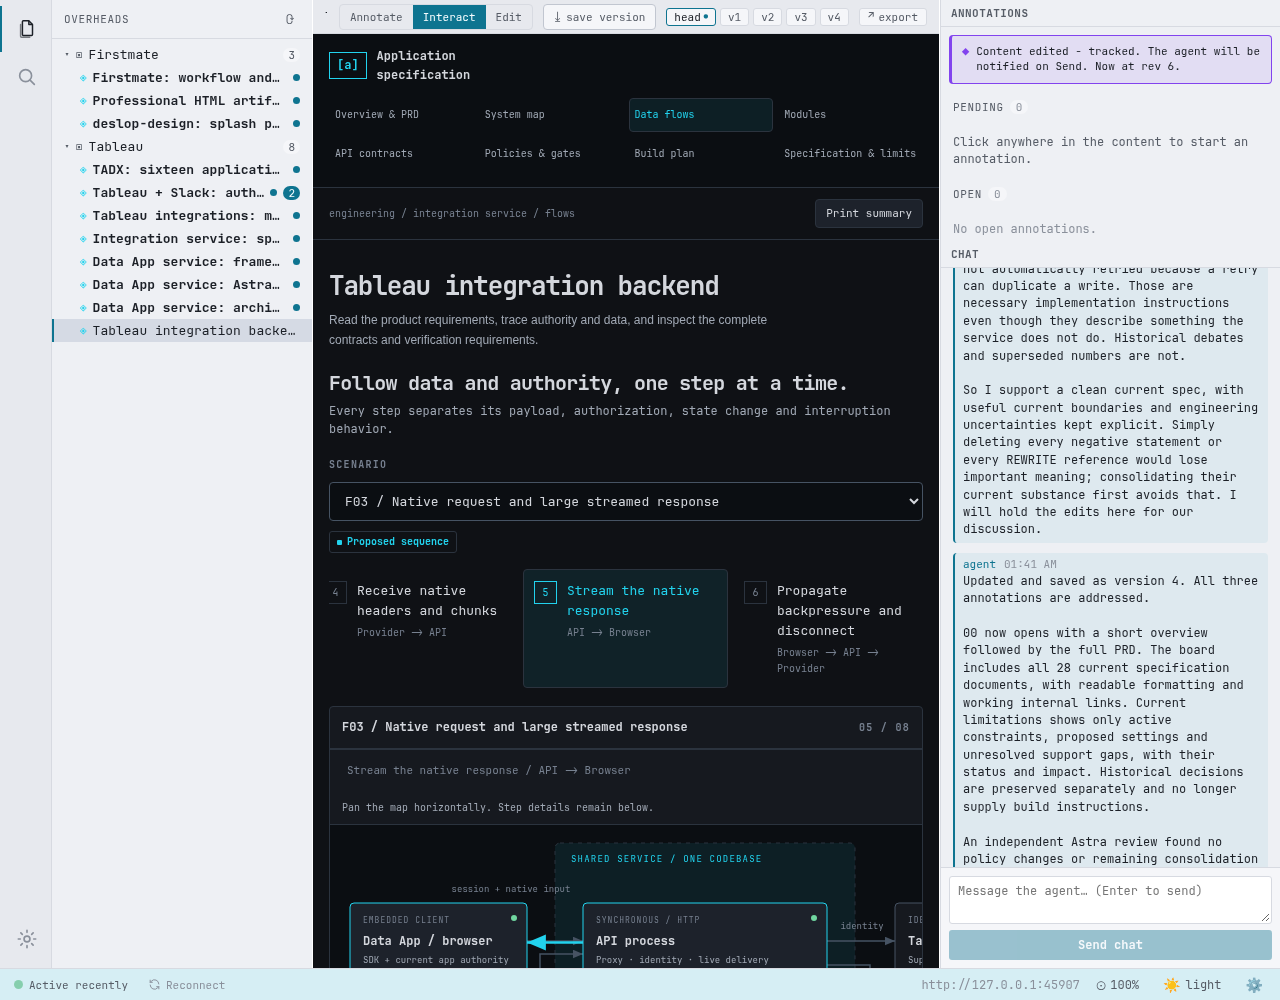 OVERHEADS
Firstmate 3
Firstmate: workflow and…
Professional HTML artif…
deslop-design: splash p…
Tableau 8
TADX: sixteen applicati…
Tableau + Slack: auth… 2
Tableau integrations: m…
Integration service: sp…
Data App service: frame…
Data App service: Astra…
Data App service: archi…
Tableau integration backe…
Annotate Interact Edit save version head v1 v2 v3 v4 export
[a] Application
specification
Overview & PRD System map Data flows Modules
API contracts Policies & gates Build plan Specification & limits
engineering / integration service / flows Print summary
Tableau integration backend
Read the product requirements, trace authority and data, and inspect the complete
contracts and verification requirements.
Follow data and authority, one step at a time.
Every step separates its payload, authorization, state change and interruption
behavior.
SCENARIO
F03 / Native request and large streamed response
Proposed sequence
4 Receive native
headers and chunks
Provider → API
5 Stream the native
response
API → Browser
6 Propagate
backpressure and
disconnect
Browser → API →
Provider
F03 / Native request and large streamed response 05 / 08
Stream the native response / API → Browser
Pan the map horizontally. Step details remain below.
SHARED SERVICE / ONE CODEBASE
session + native input
EMBEDDED CLIENT
Data App / browser
SDK + current app authority
SYNCHRONOUS / HTTP
API process
Proxy · identity · live delivery
identity
IDE
Ta
Sup
ANNOTATIONS
◆ Content edited - tracked. The agent will be
notified on Send. Now at rev 6.
PENDING 0
Click anywhere in the content to start an
annotation.
OPEN 0
No open annotations.
CHAT
not automatically retried because a retry
can duplicate a write. Those are
necessary implementation instructions
even though they describe something the
service does not do. Historical debates
and superseded numbers are not.
So I support a clean current spec, with
useful current boundaries and engineering
uncertainties kept explicit. Simply
deleting every negative statement or
every REWRITE reference would lose
important meaning; consolidating their
current substance first avoids that. I
will hold the edits here for our
discussion.
agent 01:41 AM
Updated and saved as version 4. All three
annotations are addressed.
00 now opens with a short overview
followed by the full PRD. The board
includes all 28 current specification
documents, with readable formatting and
working internal links. Current
limitations shows only active
constraints, proposed settings and
unresolved support gaps, with their
status and impact. Historical decisions
are preserved separately and no longer
supply build instructions.
An independent Astra review found no
policy changes or remaining consolidation
Message the agent… (Enter to send)
Send chat
Active recently Reconnect http://127.0.0.1:45907 100% light